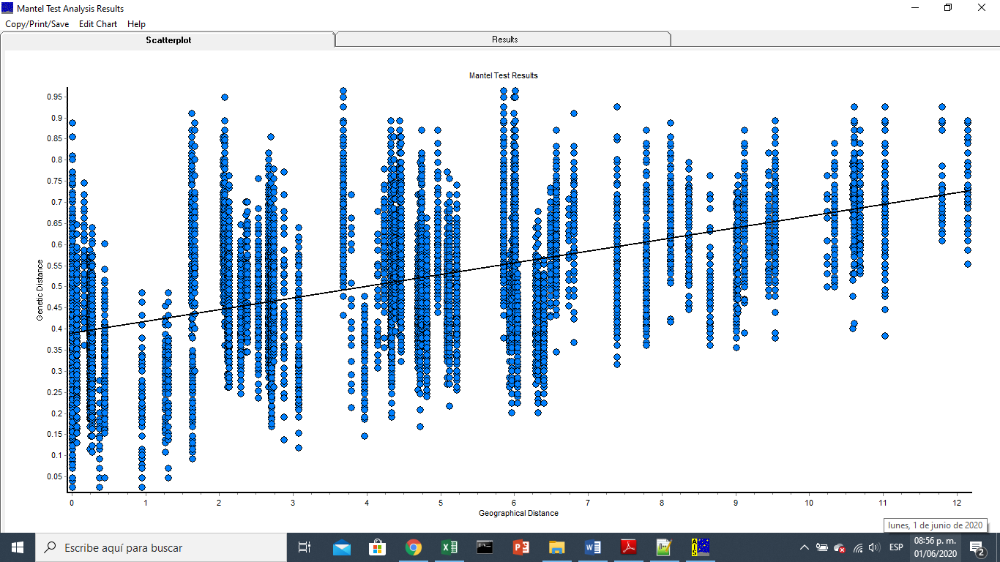 Mantel Test Analysis Results
Copy/Print/Save Edit Chart Help
Scatterplot Results
Mantel Test Results
0.95
0.9
0.85
0.8
0.75
0.7
0.65
0.6
0.55
0.5
0.45
0.4
0.35
0.3
0.25
0.2
0.15
0.1
0.05
Genetic Distance
0 1 2 3 4 5 6 7 8 9 10 11 12
Geographical Distance
lunes, 1 de junio de 2020
Escribe aquí para buscar
ESP
08:56 p. m.
01/06/2020
2